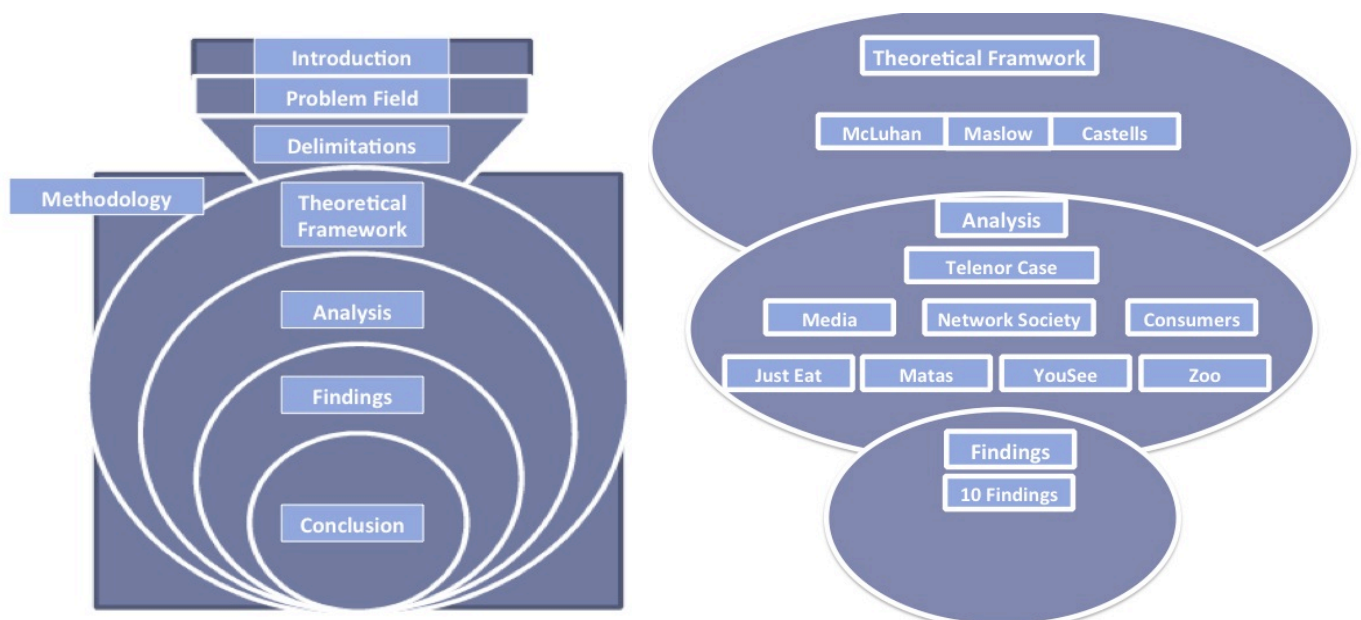 Introduction
Problem Field
Delimitations
Methodology
Theoretical
Framework
Analysis
Findings
Conclusion
Theoretical Framwork
McLuhan Maslow Castells
Analysis
Telenor Case
Media Network Society Consumers
Just Eat Matas YouSee Zoo
Findings
10 Findings